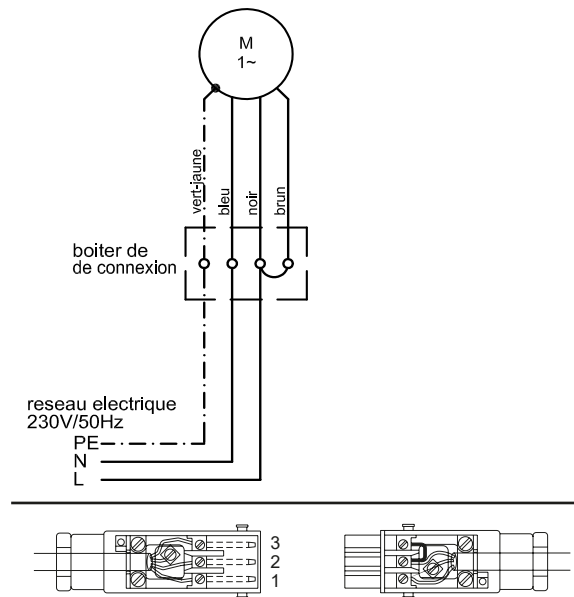 M
1~
vert-jaune
bleu
noir
brun
boiter de
de connexion
reseau electrique
230V/50Hz
PE
N
L
3
2
1